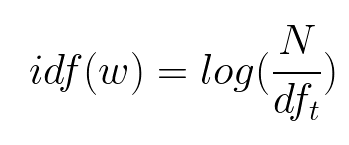 idf(w) = log(N/df_t)